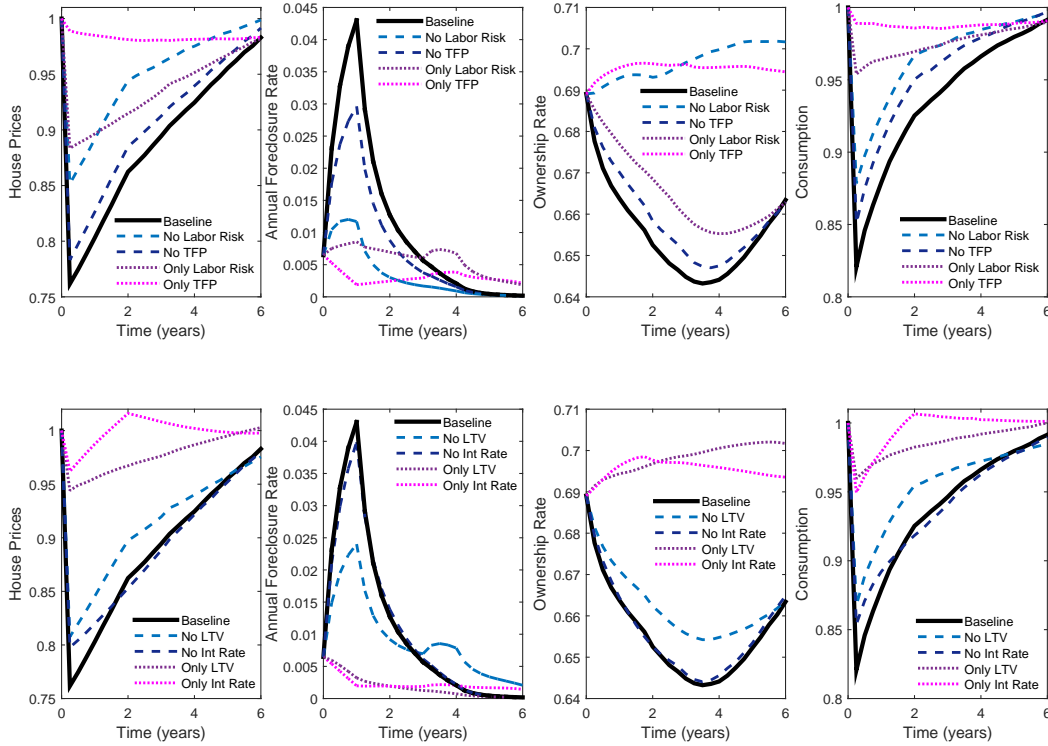 House Prices
1
0.95
0.9
0.85
0.8
0.75
0 2 4 6
Time (years)
Baseline
No Labor Risk
No TFP
Only Labor Risk
Only TFP
Annual Foreclosure Rate
0.045
0.04
0.035
0.03
0.025
0.02
0.015
0.01
0.005
0
0 2 4 6
Time (years)
Baseline
No Labor Risk
No TFP
Only Labor Risk
Only TFP
Ownership Rate
0.71
0.7
0.69
0.68
0.67
0.66
0.65
0.64
0 2 4 6
Time (years)
Baseline
No Labor Risk
No TFP
Only Labor Risk
Only TFP
Consumption
1
0.95
0.9
0.85
0.8
0 2 4 6
Time (years)
Baseline
No Labor Risk
No TFP
Only Labor Risk
Only TFP
House Prices
1
0.95
0.9
0.85
0.8
0.75
0 2 4 6
Time (years)
Baseline
No LTV
No Int Rate
Only LTV
Only Int Rate
Annual Foreclosure Rate
0.045
0.04
0.035
0.03
0.025
0.02
0.015
0.01
0.005
0
0 2 4 6
Time (years)
Baseline
No LTV
No Int Rate
Only LTV
Only Int Rate
Ownership Rate
0.71
0.7
0.69
0.68
0.67
0.66
0.65
0.64
0 2 4 6
Time (years)
Baseline
No LTV
No Int Rate
Only LTV
Only Int Rate
Consumption
1
0.95
0.9
0.85
0.8
0 2 4 6
Time (years)
Baseline
No LTV
No Int Rate
Only LTV
Only Int Rate